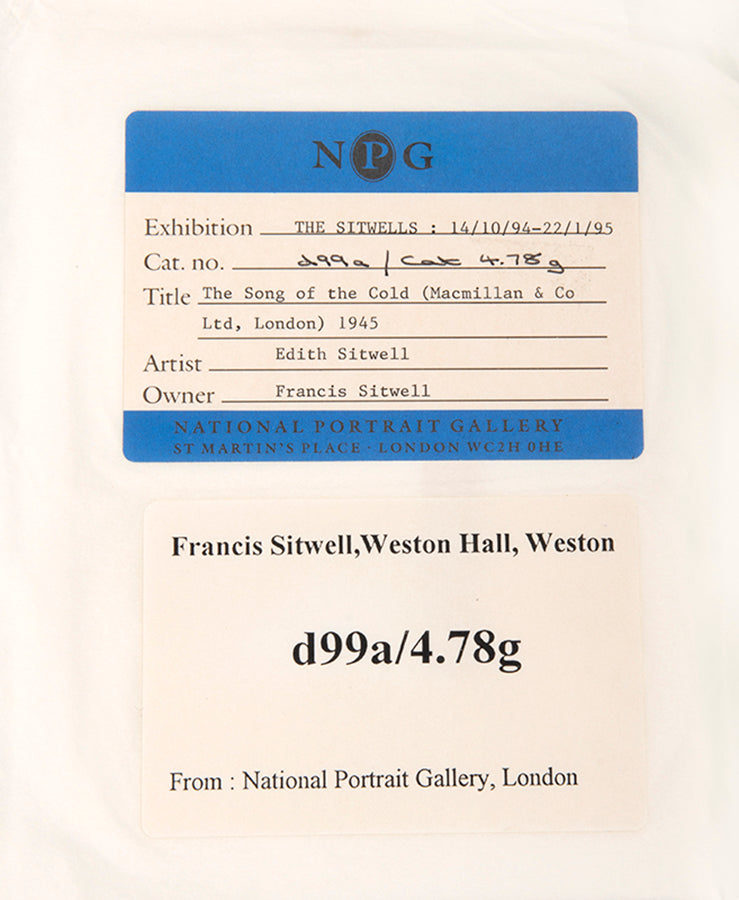 NPG
Exhibition THE SITWELLS : 14/10/94-22/1/95
Cat. no. d99a / Cat 4.78g
Title The Song of the Cold (Macmillan & Co
Ltd, London) 1945
Artist Edith Sitwell
Owner Francis Sitwell
NATIONAL PORTRAIT GALLERY
ST MARTIN'S PLACE · LONDON WC2H 0HE
Francis Sitwell,Weston Hall, Weston
d99a/4.78g
From : National Portrait Gallery, London